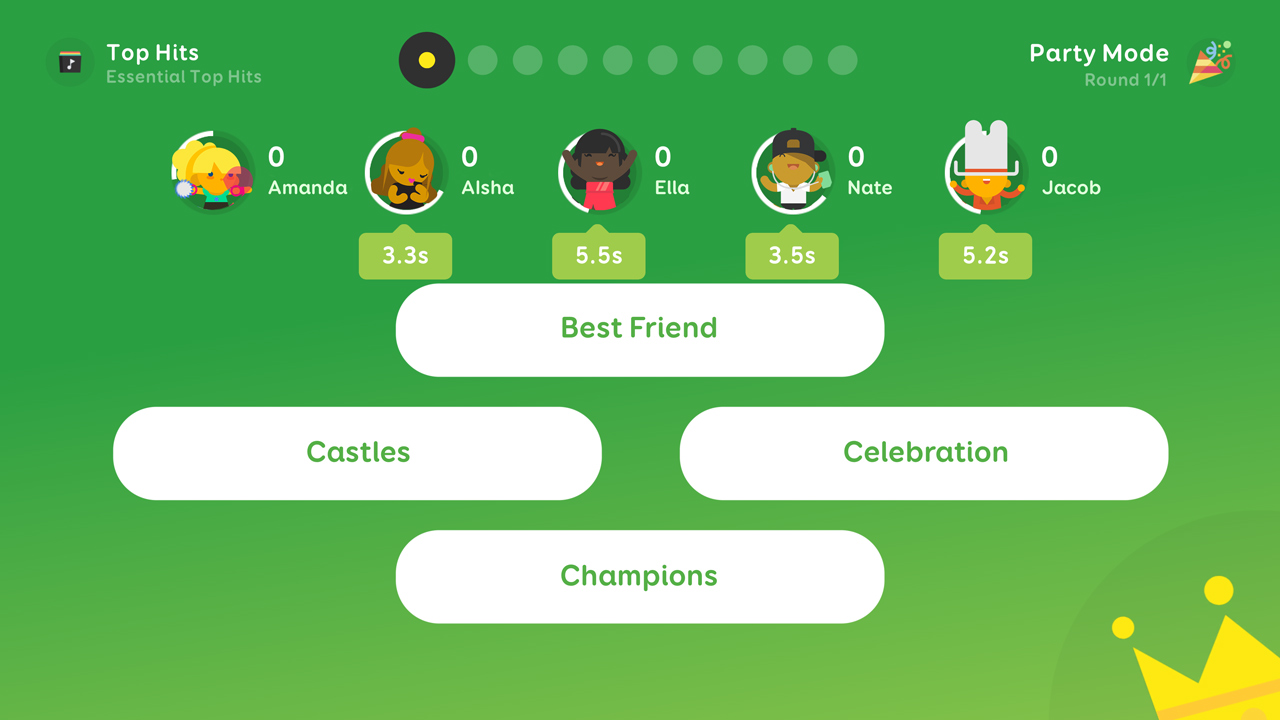 Top Hits
Essential Top Hits
Party Mode
Round 1/1
0
Amanda
0
AIsha
0
Ella
0
Nate
0
Jacob
3.3s
5.5s
3.5s
5.2s
Best Friend
Castles
Celebration
Champions